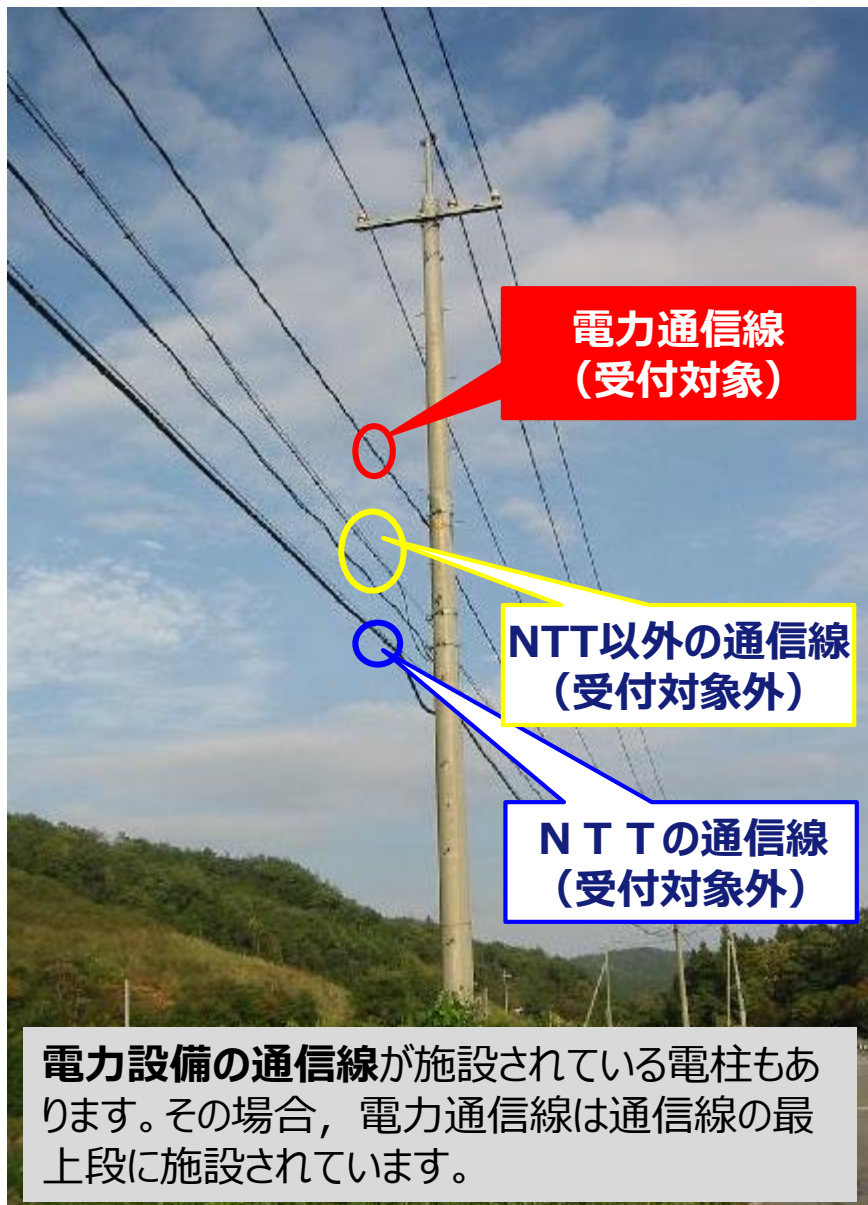 電力通信線
（受付対象）
NTT以外の通信線
（受付対象外）
ＮＴＴの通信線
（受付対象外）
電力設備の通信線が施設されている電柱もあ
ります。その場合，電力通信線は通信線の最
上段に施設されています。